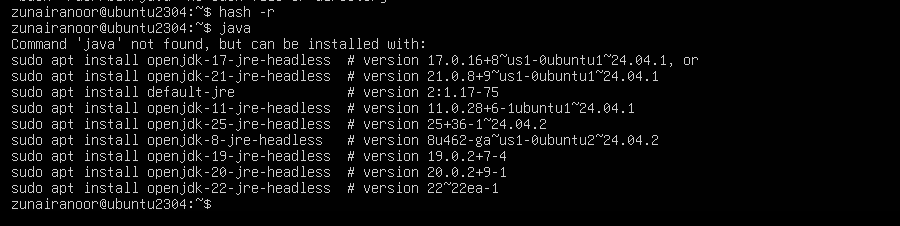 zunairanoor@ubuntu2304:~$ hash -r
zunairanoor@ubuntu2304:~$ java
Command 'java' not found, but can be installed with:
sudo apt install openjdk-17-jre-headless  # version 17.0.16+8~us1-0ubuntu1~24.04.1, or
sudo apt install openjdk-21-jre-headless  # version 21.0.8+9~us1-0ubuntu1~24.04.1
sudo apt install default-jre              # version 2:1.17-75
sudo apt install openjdk-11-jre-headless  # version 11.0.28+6-1ubuntu1~24.04.1
sudo apt install openjdk-25-jre-headless  # version 25+36-1~24.04.2
sudo apt install openjdk-8-jre-headless   # version 8u462-ga~us1-0ubuntu2~24.04.2
sudo apt install openjdk-19-jre-headless  # version 19.0.2+7-4
sudo apt install openjdk-20-jre-headless  # version 20.0.2+9-1
sudo apt install openjdk-22-jre-headless  # version 22~22ea-1
zunairanoor@ubuntu2304:~$